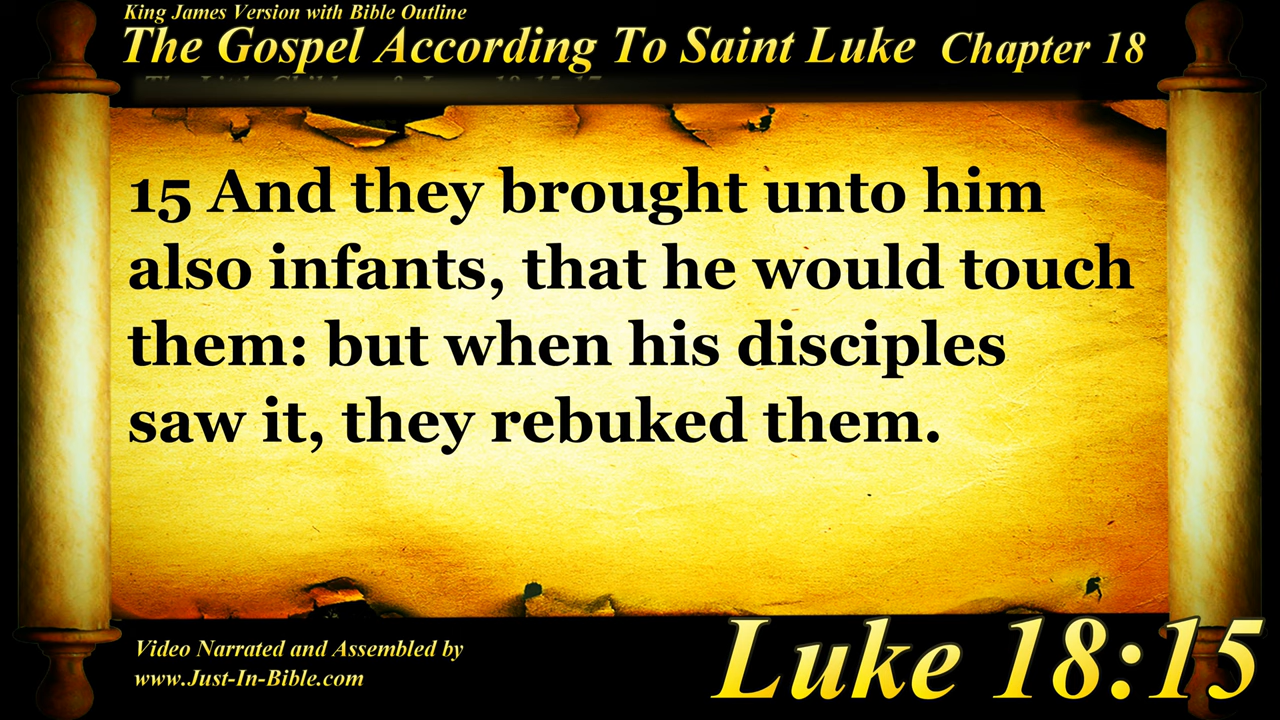 King James Version with Bible Outline
The Gospel According To Saint Luke Chapter 18
15 And they brought unto him
also infants, that he would touch
them: but when his disciples
saw it, they rebuked them.
Video Narrated and Assembled by
www.Just-In-Bible.com
Luke 18:15